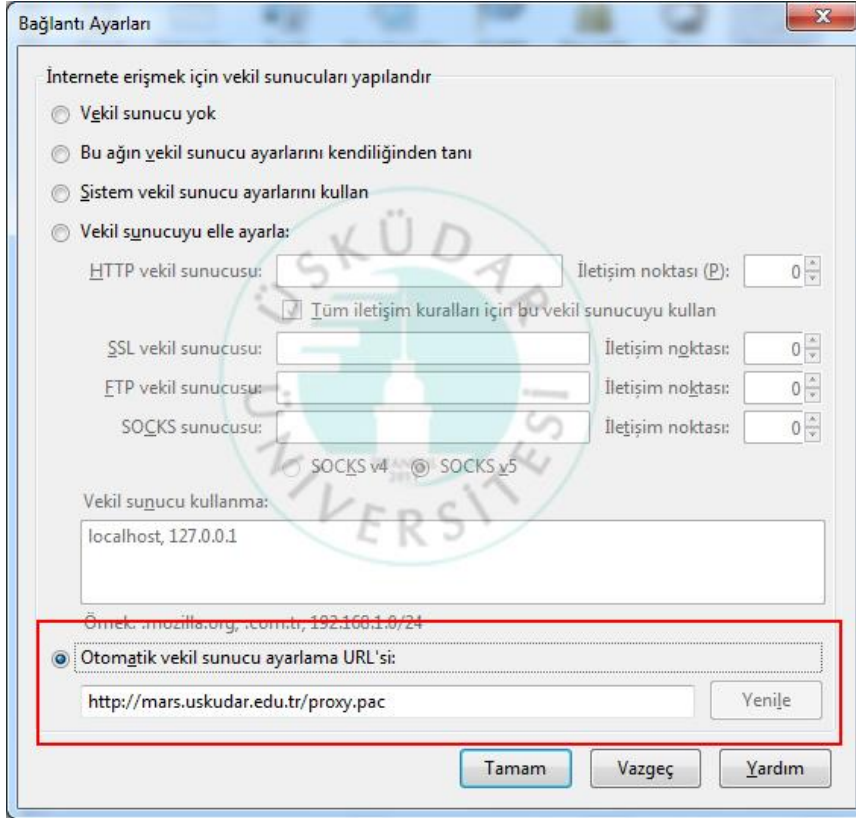 Bağlantı Ayarları
İnternete erişmek için vekil sunucuları yapılandır
Vekil sunucu yok
Bu ağın vekil sunucu ayarlarını kendiliğinden tanı
Sistem vekil sunucu ayarlarını kullan
Vekil sunucuyu elle ayarla:
HTTP vekil sunucusu: İletişim noktası (P): 0
Tüm iletişim kuralları için bu vekil sunucuyu kullan
SSL vekil sunucusu: İletişim noktası: 0
FTP vekil sunucusu: İletişim noktası: 0
SOCKS sunucusu: İletişim noktası: 0
SOCKS v4 SOCKS v5
Vekil sunucu kullanma:
localhost, 127.0.0.1
Örnek: .mozilla.org, .com.tr, 192.168.1.0/24
Otomatik vekil sunucu ayarlama URL'si:
http://mars.uskudar.edu.tr/proxy.pac Yenile
Tamam Vazgeç Yardım
ÜSKÜDAR ÜNİVERSİTESİ